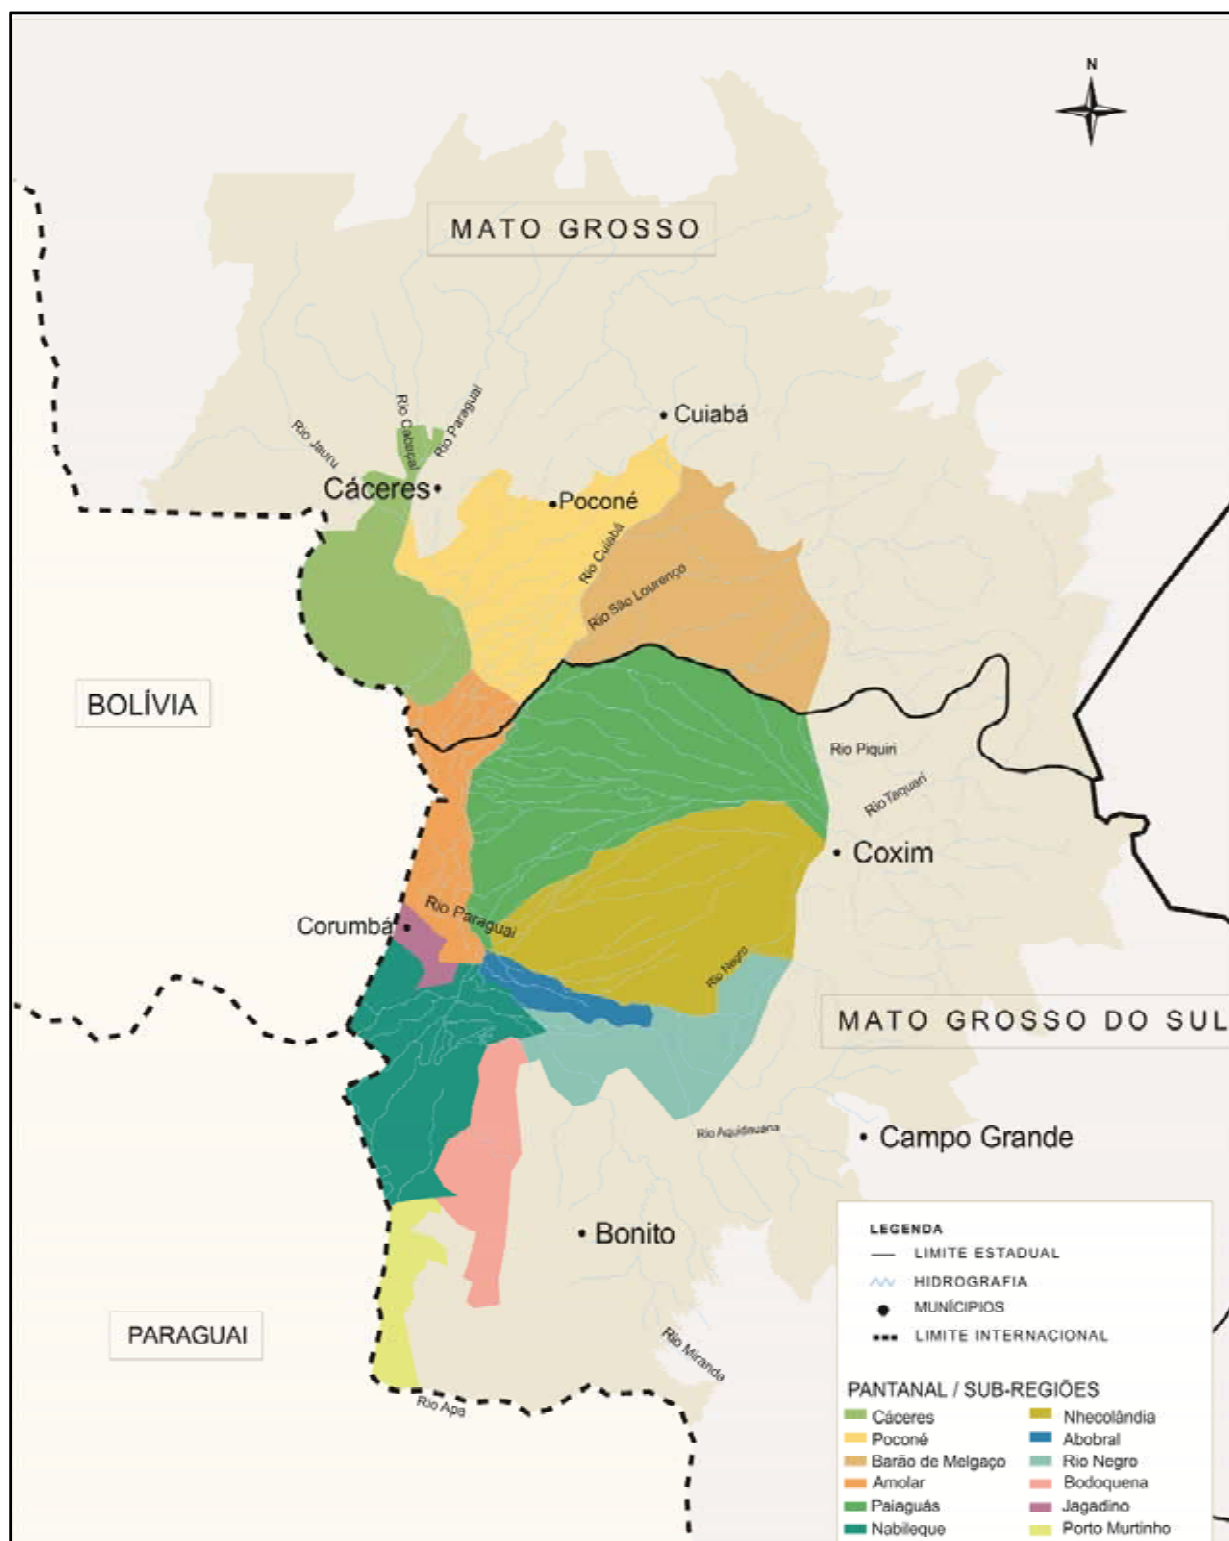 N
MATO GROSSO
Rio Jauru
Rio Cabaçal
Rio Paraguai
Cuiabá
Cáceres
Poconé
Rio Cuiabá
Rio São Lourenço
BOLÍVIA
Rio Piquiri
Rio Taquari
Coxim
Corumbá
Rio Paraguai
Rio Negro
MATO GROSSO DO SUL
Rio Aquidauana
Campo Grande
Bonito
PARAGUAI
Rio Miranda
Rio Apa
LEGENDA
LIMITE ESTADUAL
HIDROGRAFIA
MUNÍCIPIOS
LIMITE INTERNACIONAL
PANTANAL / SUB-REGIÕES
Cáceres
Poconé
Barão de Melgaço
Amolar
Paiaguás
Nabileque
Nhecolândia
Abobral
Rio Negro
Bodoquena
Jagadino
Porto Murtinho